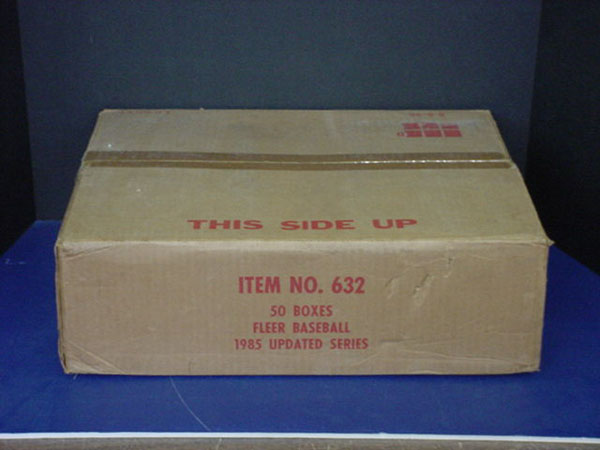 THIS SIDE UP
ITEM NO. 632
50 BOXES
FLEER BASEBALL
1985 UPDATED SERIES